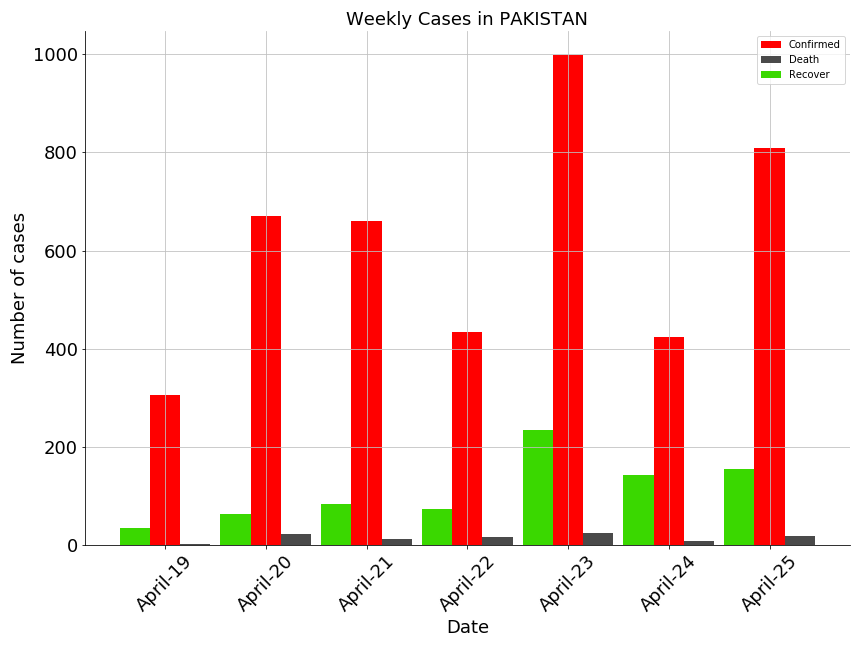 Weekly Cases in PAKISTAN
Confirmed
Death
Recover
Number of cases
1000
800
600
400
200
0
April-19
April-20
April-21
April-22
April-23
April-24
April-25
Date